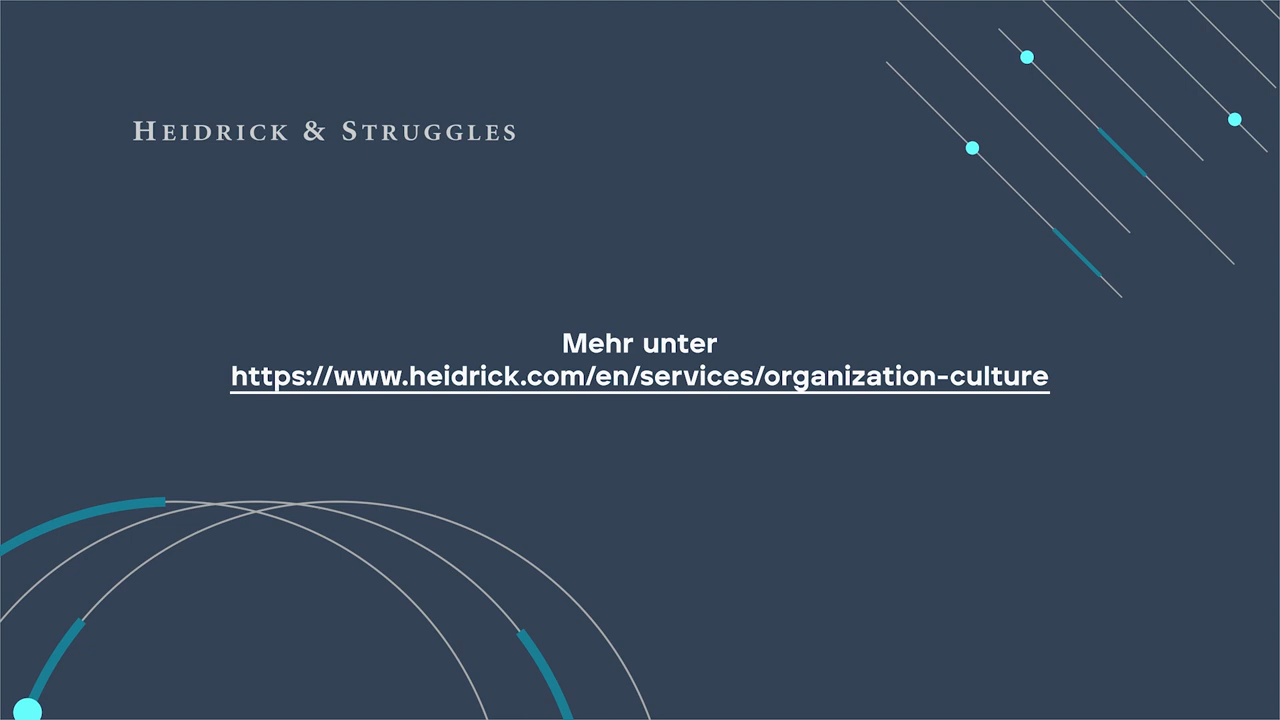 HEIDRICK & STRUGGLES
Mehr unter
https://www.heidrick.com/en/services/organization-culture